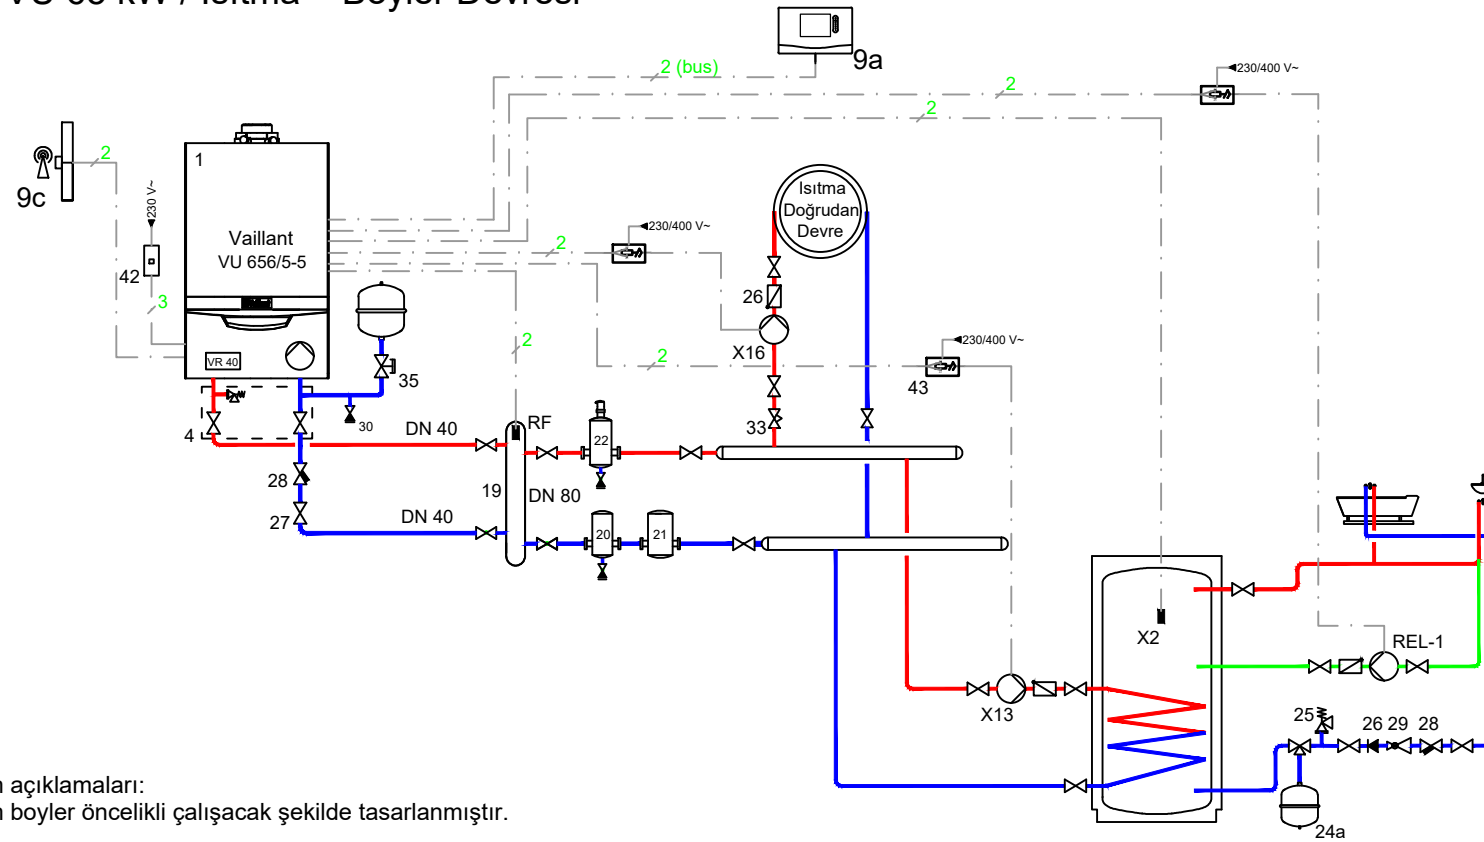 VU 65 kW / Isıtma - Boyler Devresi
9a
2 (bus)
230/400 V~
2
2
1
2
9c
230 V~
Isıtma
Doğrudan
Devre
Vaillant
VU 656/5-5
230/400 V~
2
42
3
26
X16
2
2
230/400 V~
VR 40
35
43
30
4
DN 40
RF
22
33
28
19
DN 80
27
DN 40
20
21
X2
REL-1
X13
25
26
29
28
24a
açıklamaları:
boyler öncelikli çalışacak şekilde tasarlanmıştır.